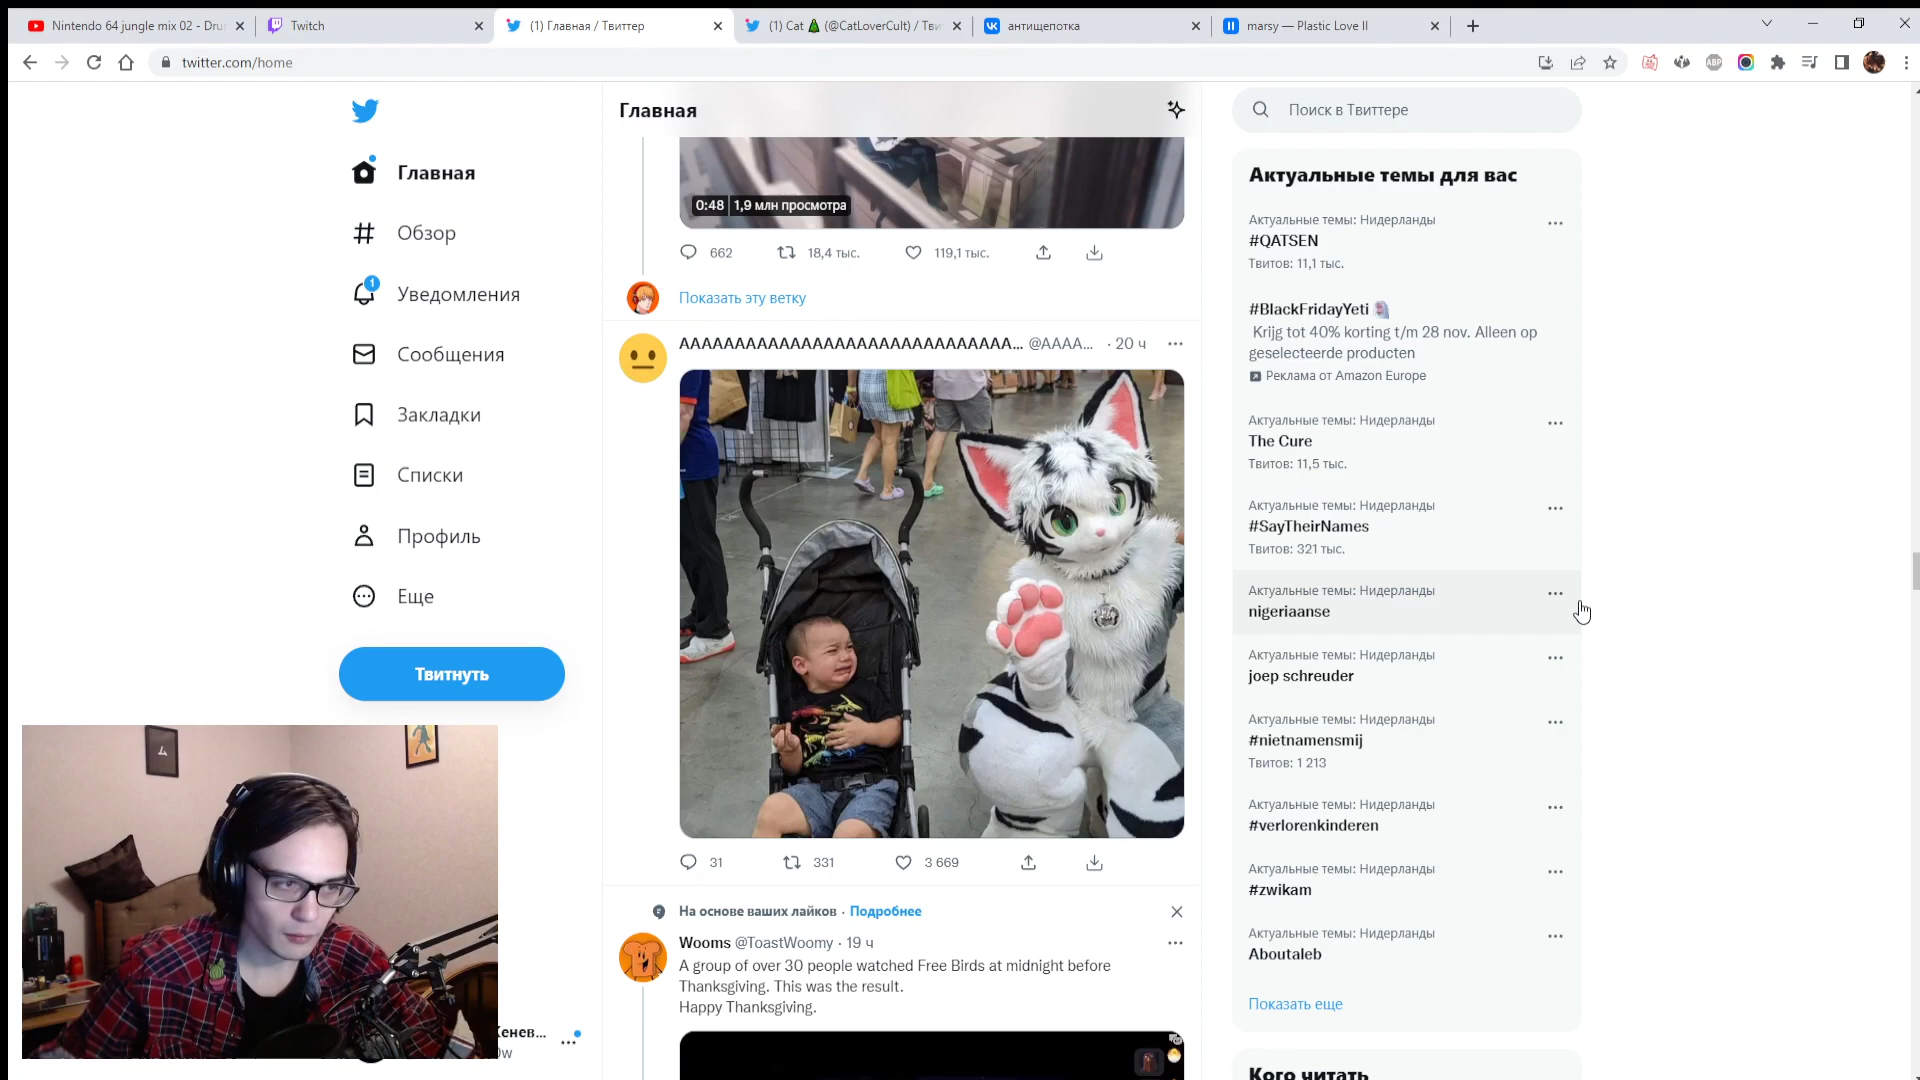 Nintendo 64 jungle mix 02 - Dru
Twitch
(1) Главная / Твиттер
(1) Cat 🎄 (@CatLoverCult) / Тви
антищепотка
marsy — Plastic Love II
twitter.com/home
Главная
Обзор
1
Уведомления
Сообщения
Закладки
Списки
Профиль
Еще
Твитнуть
Кенев...
0w
Главная
0:48 1,9 млн просмотра
662 18,4 тыс. 119,1 тыс.
Показать эту ветку
AAAAAAAAAAAAAAAAAAAAAAAAAAAAAA... @AAAA... · 20 ч
31 331 3 669
На основе ваших лайков · Подробнее
Wooms @ToastWoomy · 19 ч
A group of over 30 people watched Free Birds at midnight before
Thanksgiving. This was the result.
Happy Thanksgiving.
Поиск в Твиттере
Актуальные темы для вас
Актуальные темы: Нидерланды
#QATSEN
Твитов: 11,1 тыс.
#BlackFridayYeti
Krijg tot 40% korting t/m 28 nov. Alleen op
geselecteerde producten
Реклама от Amazon Europe
Актуальные темы: Нидерланды
The Cure
Твитов: 11,5 тыс.
Актуальные темы: Нидерланды
#SayTheirNames
Твитов: 321 тыс.
Актуальные темы: Нидерланды
nigeriaanse
Актуальные темы: Нидерланды
joep schreuder
Актуальные темы: Нидерланды
#nietnamensmij
Твитов: 1 213
Актуальные темы: Нидерланды
#verlorenkinderen
Актуальные темы: Нидерланды
#zwikam
Актуальные темы: Нидерланды
Aboutaleb
Показать еще
Кого читать